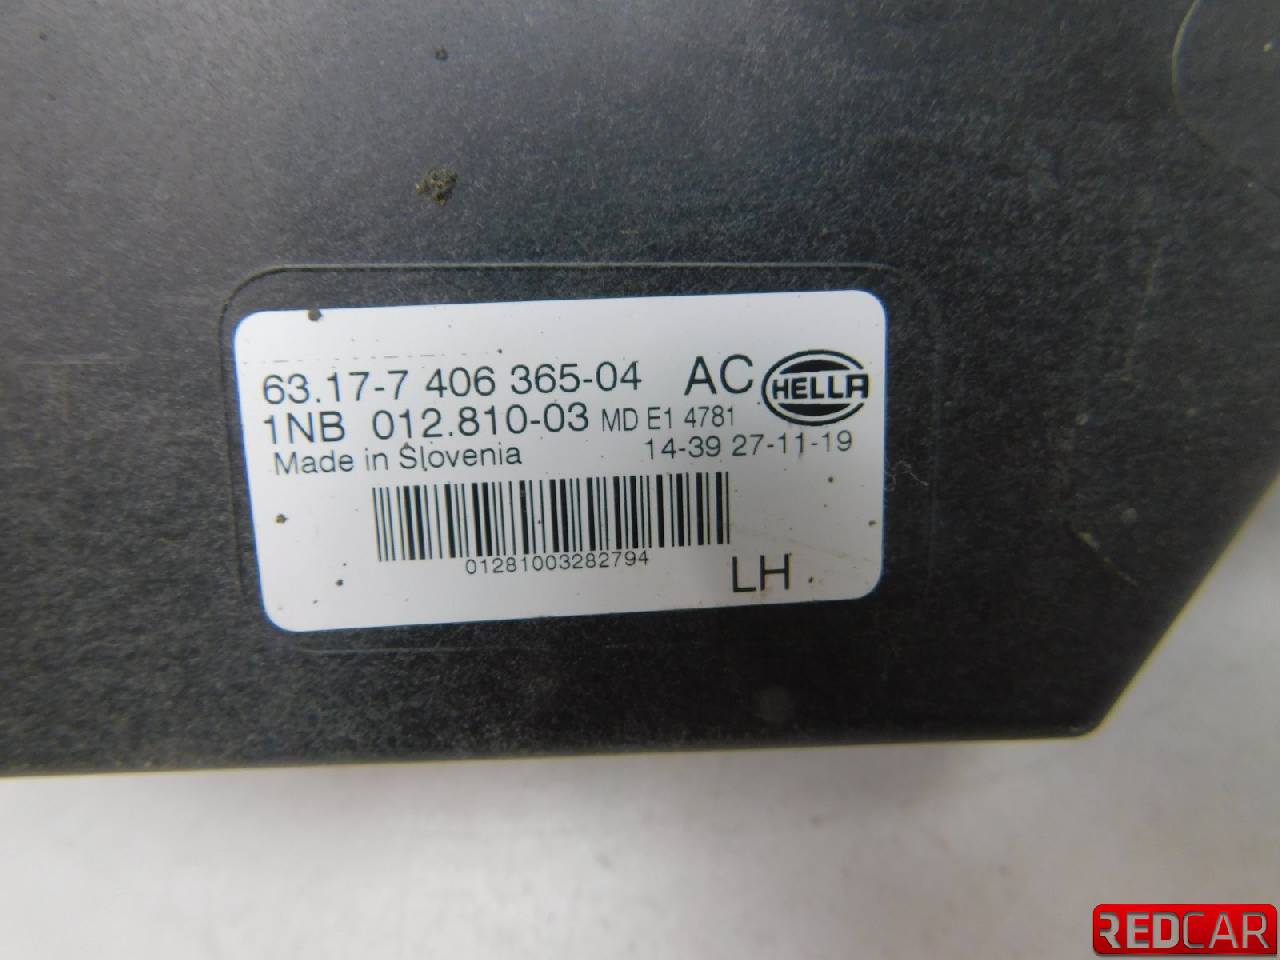 63.17-7 406 365-04 AC HELLA
1NB 012.810-03 MD E1 4781
Made in Slovenia 14-39 27-11-19
01281003282794
LH
REDCAR